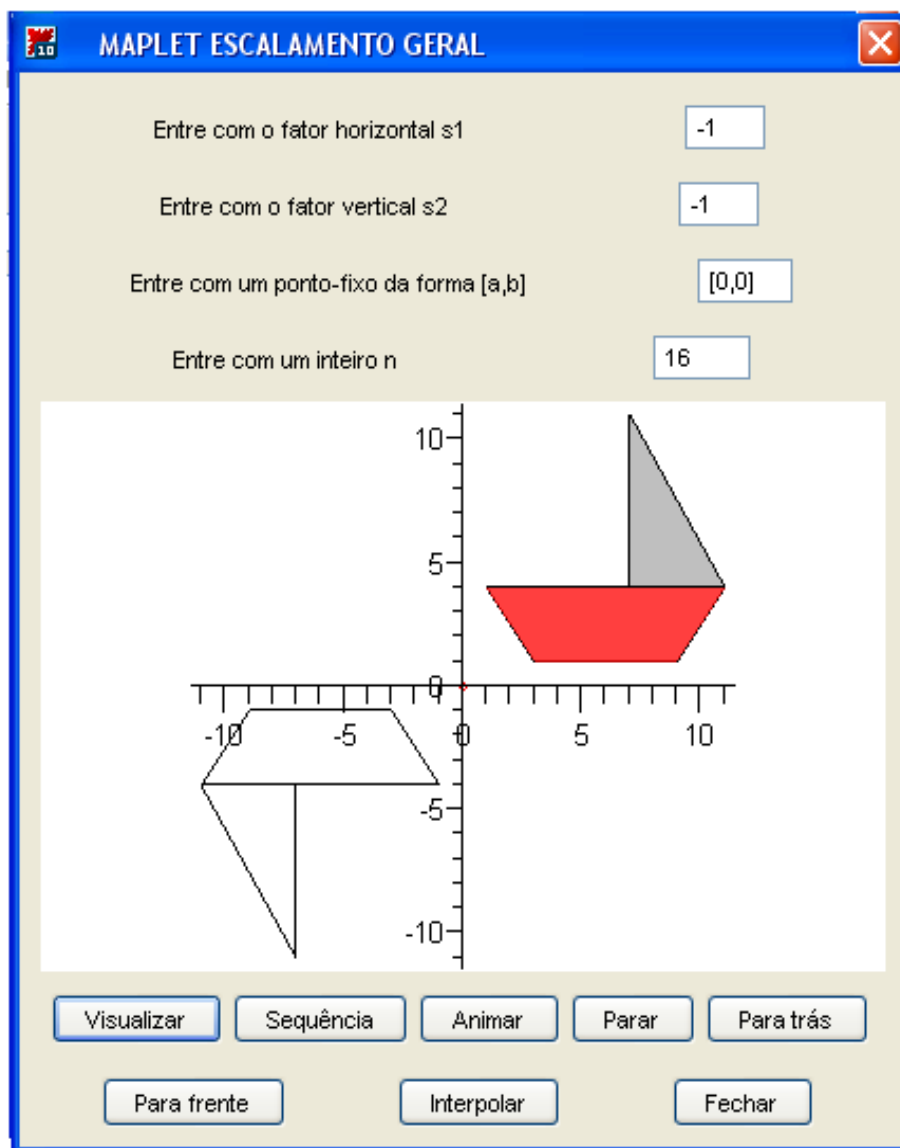 10 MAPLET ESCALAMENTO GERAL
Entre com o fator horizontal s1 -1
Entre com o fator vertical s2 -1
Entre com um ponto-fixo da forma [a,b] [0,0]
Entre com um inteiro n 16
10
5
0
-10 -5 0 5 10
-5
-10
Visualizar Sequência Animar Parar Para trás
Para frente Interpolar Fechar